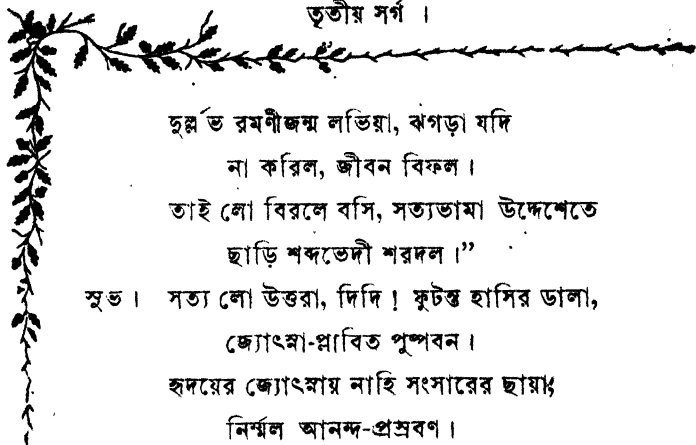 তৃতীয় সর্গ ।
দুর্ল্লভ রমণীজন্ম লভিয়া, ঝগড়া যদি
না করিল, জীবন বিফল ।
তাই লো বিরলে বসি, সত্যভামা উদ্দেশেতে
ছাড়ি শব্দভেদী শরদল ।”
সুভ । সত্য লো উত্তরা, দিদি ! ফুটন্ত হাসির ডালা,
জ্যোৎস্না-প্লাবিত পুষ্পবন ।
হৃদয়ের জ্যোৎস্নায় নাহি সংসারের ছায়া;
নির্ম্মল আনন্দ-প্রস্রবণ ।